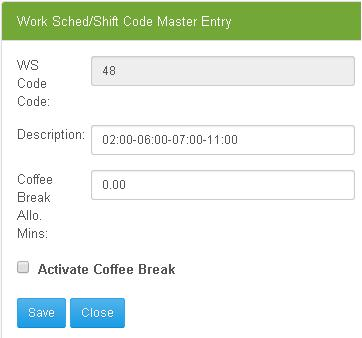 Work Sched/Shift Code Master Entry
WS
Code
Code:
48
Description:
02:00-06:00-07:00-11:00
Coffee
Break
Allo.
Mins:
0.00
Activate Coffee Break
Save Close